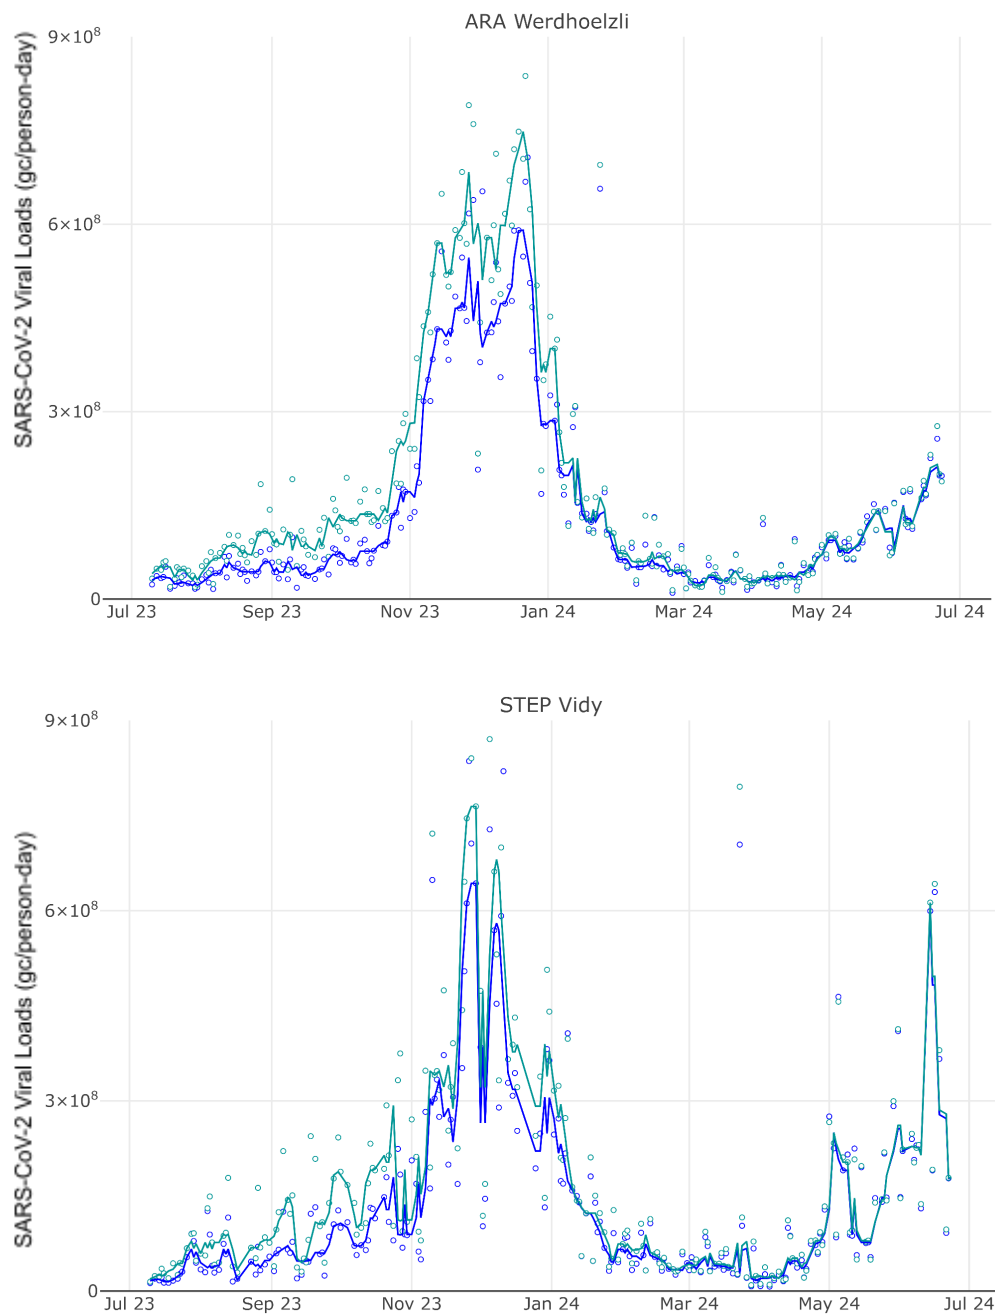 ARA Werdhoelzli
SARS-CoV-2 Viral Loads (gc/person-day)
9×10⁸
6×10⁸
3×10⁸
0
Jul 23 Sep 23 Nov 23 Jan 24 Mar 24 May 24 Jul 24
STEP Vidy
SARS-CoV-2 Viral Loads (gc/person-day)
9×10⁸
6×10⁸
3×10⁸
0
Jul 23 Sep 23 Nov 23 Jan 24 Mar 24 May 24 Jul 24